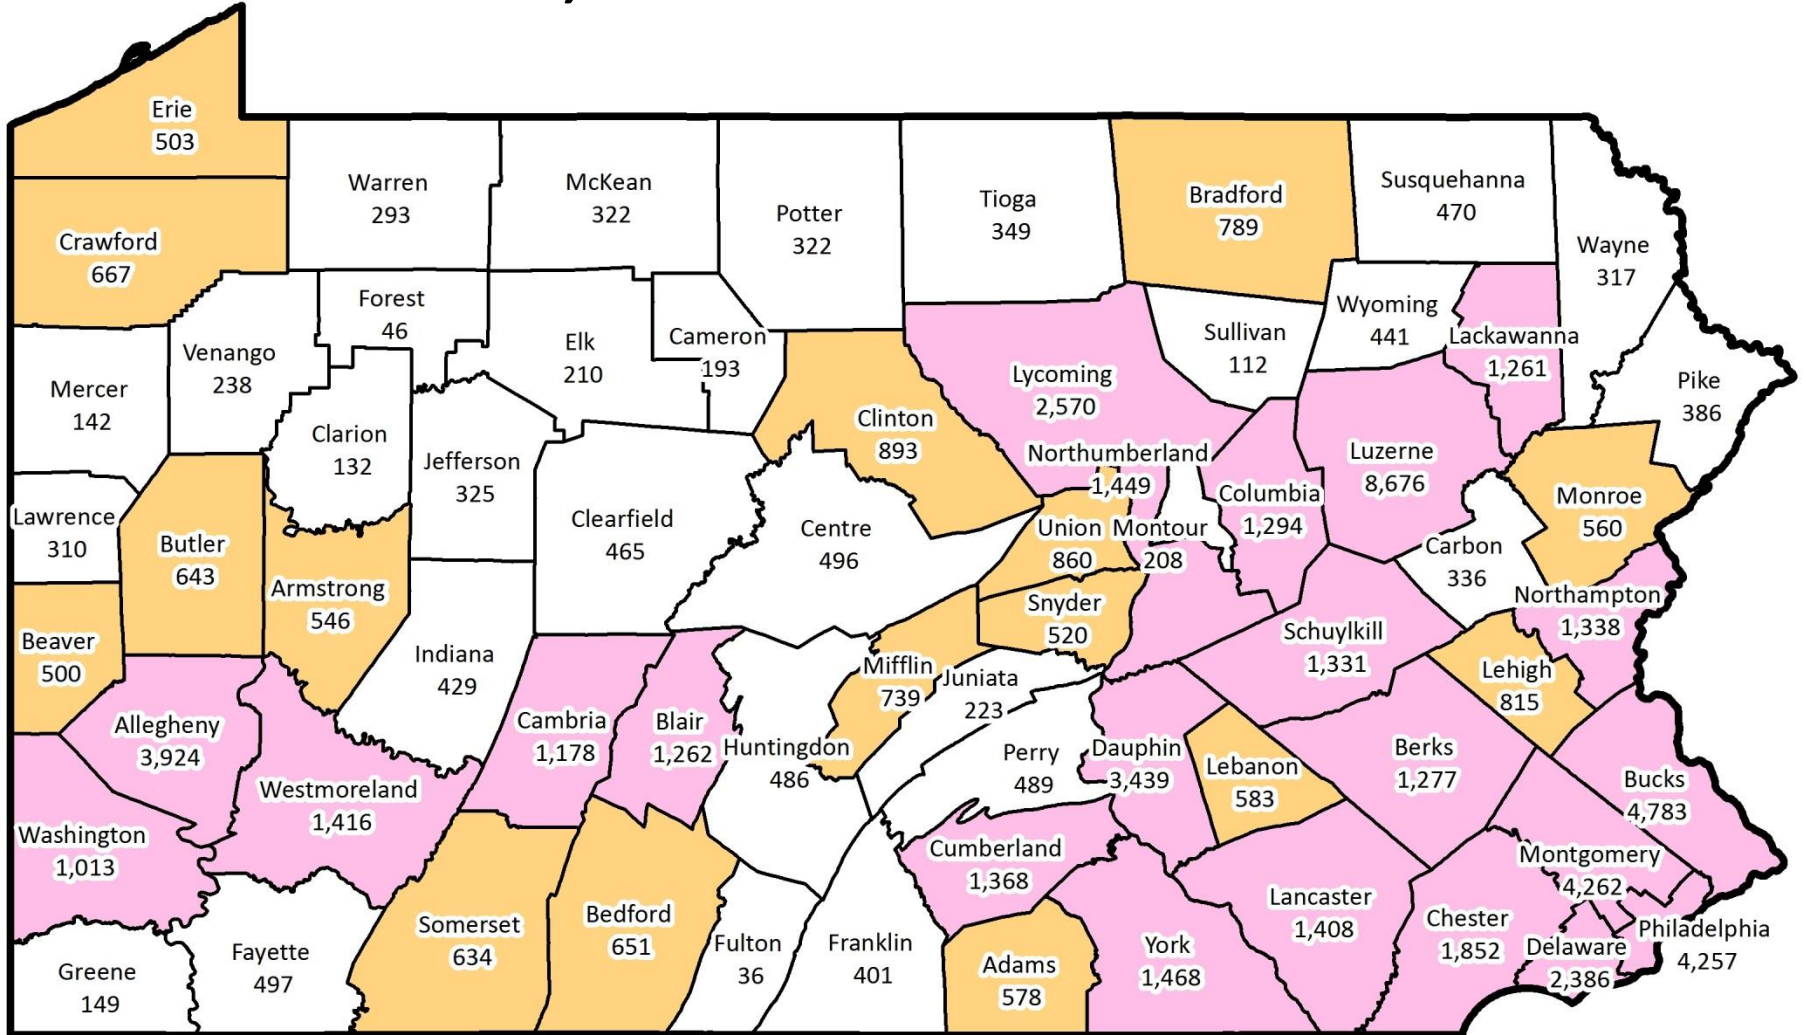 Erie
503
Crawford
667
Warren
293
McKean
322
Potter
322
Tioga
349
Bradford
789
Susquehanna
470
Wayne
317
Forest
46
Elk
210
Cameron
193
Venango
238
Mercer
142
Clarion
132
Jefferson
325
Clinton
893
Lycoming
2,570
Sullivan
112
Wyoming
441
Lackawanna
1,261
Pike
386
Lawrence
310
Butler
643
Armstrong
546
Clearfield
465
Centre
496
Northumberland
1,449
Union
860
Montour
208
Columbia
1,294
Luzerne
8,676
Monroe
560
Carbon
336
Beaver
500
Indiana
429
Snyder
520
Mifflin
739
Juniata
223
Schuylkill
1,331
Northampton
1,338
Lehigh
815
Allegheny
3,924
Westmoreland
1,416
Cambria
1,178
Blair
1,262
Huntingdon
486
Perry
489
Dauphin
3,439
Lebanon
583
Berks
1,277
Bucks
4,783
Washington
1,013
Cumberland
1,368
Montgomery
4,262
Greene
149
Fayette
497
Somerset
634
Bedford
651
Fulton
36
Franklin
401
Adams
578
York
1,468
Lancaster
1,408
Chester
1,852
Delaware
2,386
Philadelphia
4,257